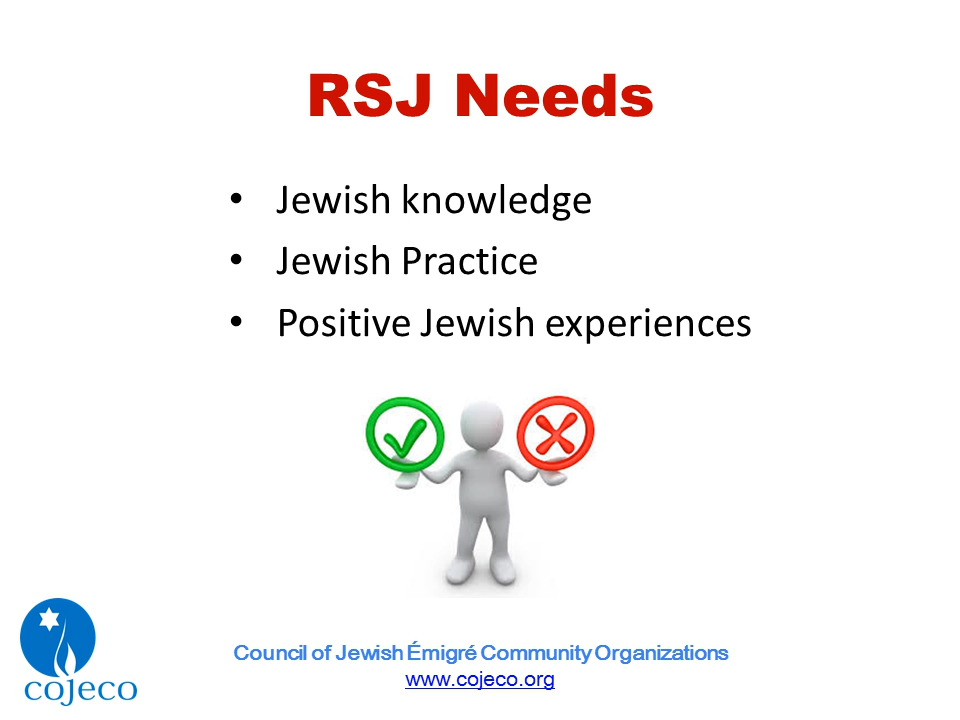 RSJ Needs
• Jewish knowledge
• Jewish Practice
• Positive Jewish experiences
Council of Jewish Émigré Community Organizations
www.cojeco.org
cojeco